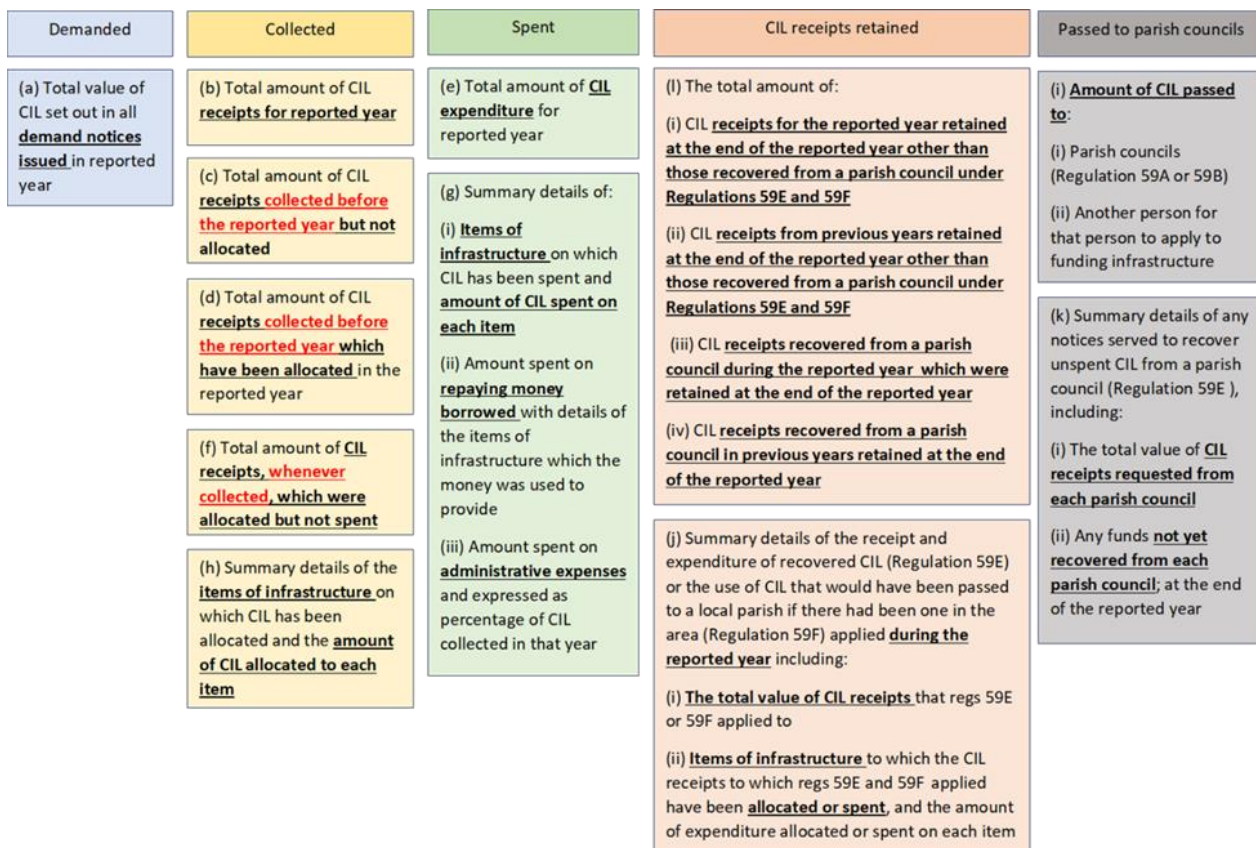 Demanded
(a) Total value of
CIL set out in all
demand notices
issued in reported
year
Collected
(b) Total amount of CIL
receipts for reported year
(c) Total amount of CIL
receipts collected before
the reported year but not
allocated
(d) Total amount of CIL
receipts collected before
the reported year which
have been allocated in the
reported year
(f) Total amount of CIL
receipts, whenever
collected, which were
allocated but not spent
(h) Summary details of the
items of infrastructure on
which CIL has been
allocated and the amount
of CIL allocated to each
item
Spent
(e) Total amount of CIL
expenditure for
reported year
(g) Summary details of:
(i) Items of
infrastructure on which
CIL has been spent and
amount of CIL spent on
each item
(ii) Amount spent on
repaying money
borrowed with details of
the items of
infrastructure which the
money was used to
provide
(iii) Amount spent on
administrative expenses
and expressed as
percentage of CIL
collected in that year
CIL receipts retained
(l) The total amount of:
(i) CIL receipts for the reported year retained
at the end of the reported year other than
those recovered from a parish council under
Regulations 59E and 59F
(ii) CIL receipts from previous years retained
at the end of the reported year other than
those recovered from a parish council under
Regulations 59E and 59F
(iii) CIL receipts recovered from a parish
council during the reported year which were
retained at the end of the reported year
(iv) CIL receipts recovered from a parish
council in previous years retained at the end
of the reported year
(j) Summary details of the receipt and
expenditure of recovered CIL (Regulation 59E)
or the use of CIL that would have been passed
to a local parish if there had been one in the
area (Regulation 59F) applied during the
reported year including:
(i) The total value of CIL receipts that regs 59E
or 59F applied to
(ii) Items of infrastructure to which the CIL
receipts to which regs 59E and 59F applied
have been allocated or spent, and the amount
of expenditure allocated or spent on each item
Passed to parish councils
(i) Amount of CIL passed
to:
(i) Parish councils
(Regulation 59A or 59B)
(ii) Another person for
that person to apply to
funding infrastructure
(k) Summary details of any
notices served to recover
unspent CIL from a parish
council (Regulation 59E ),
including:
(i) The total value of CIL
receipts requested from
each parish council
(ii) Any funds not yet
recovered from each
parish council; at the end
of the reported year